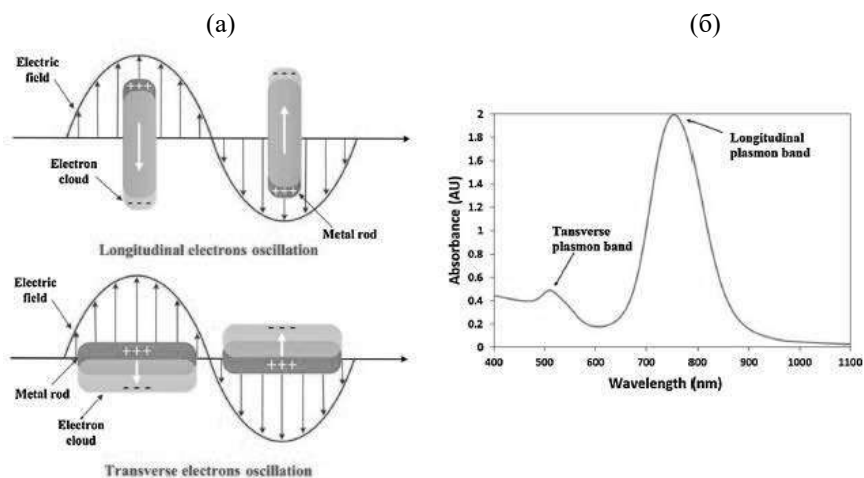 (а)
(б)
Electric
field
+++
- - -
- - -
+++
Electron
cloud
Metal rod
Longitudinal electrons oscillation
Electric
field
+++
- - -
- - -
+++
Metal rod
Electron
cloud
Transverse electrons oscillation
Absorbance (AU)
2
1.8
1.6
1.4
1.2
1
0.8
0.6
0.4
0.2
0
Longitudinal
plasmon band
Tansverse
plasmon band
400 500 600 700 800 900 1000 1100
Wavelength (nm)